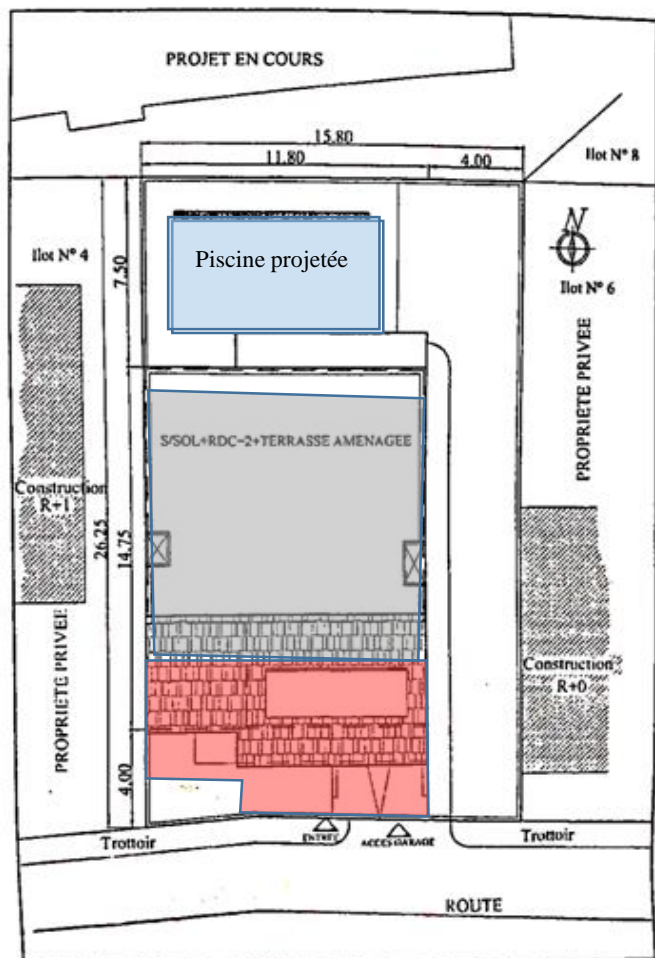 PROJET EN COURS
15.80
11.80
4.00
Ilot N° 8
N
Ilot N° 4
Piscine projetée
7.50
Ilot N° 6
PROPRIETE PRIVEE
S/SOL+RDC-2+TERRASSE AMENAGEE
Construction
R+1
26.25
14.75
PROPRIETE PRIVEE
Construction
R+0
4.00
Trottoir
ENTREE
ACCES GARAGE
Trottoir
ROUTE